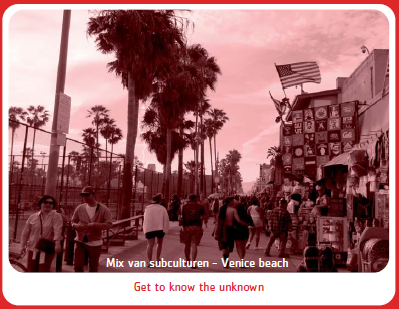 Mix van subculturen - Venice beach
Get to know the unknown